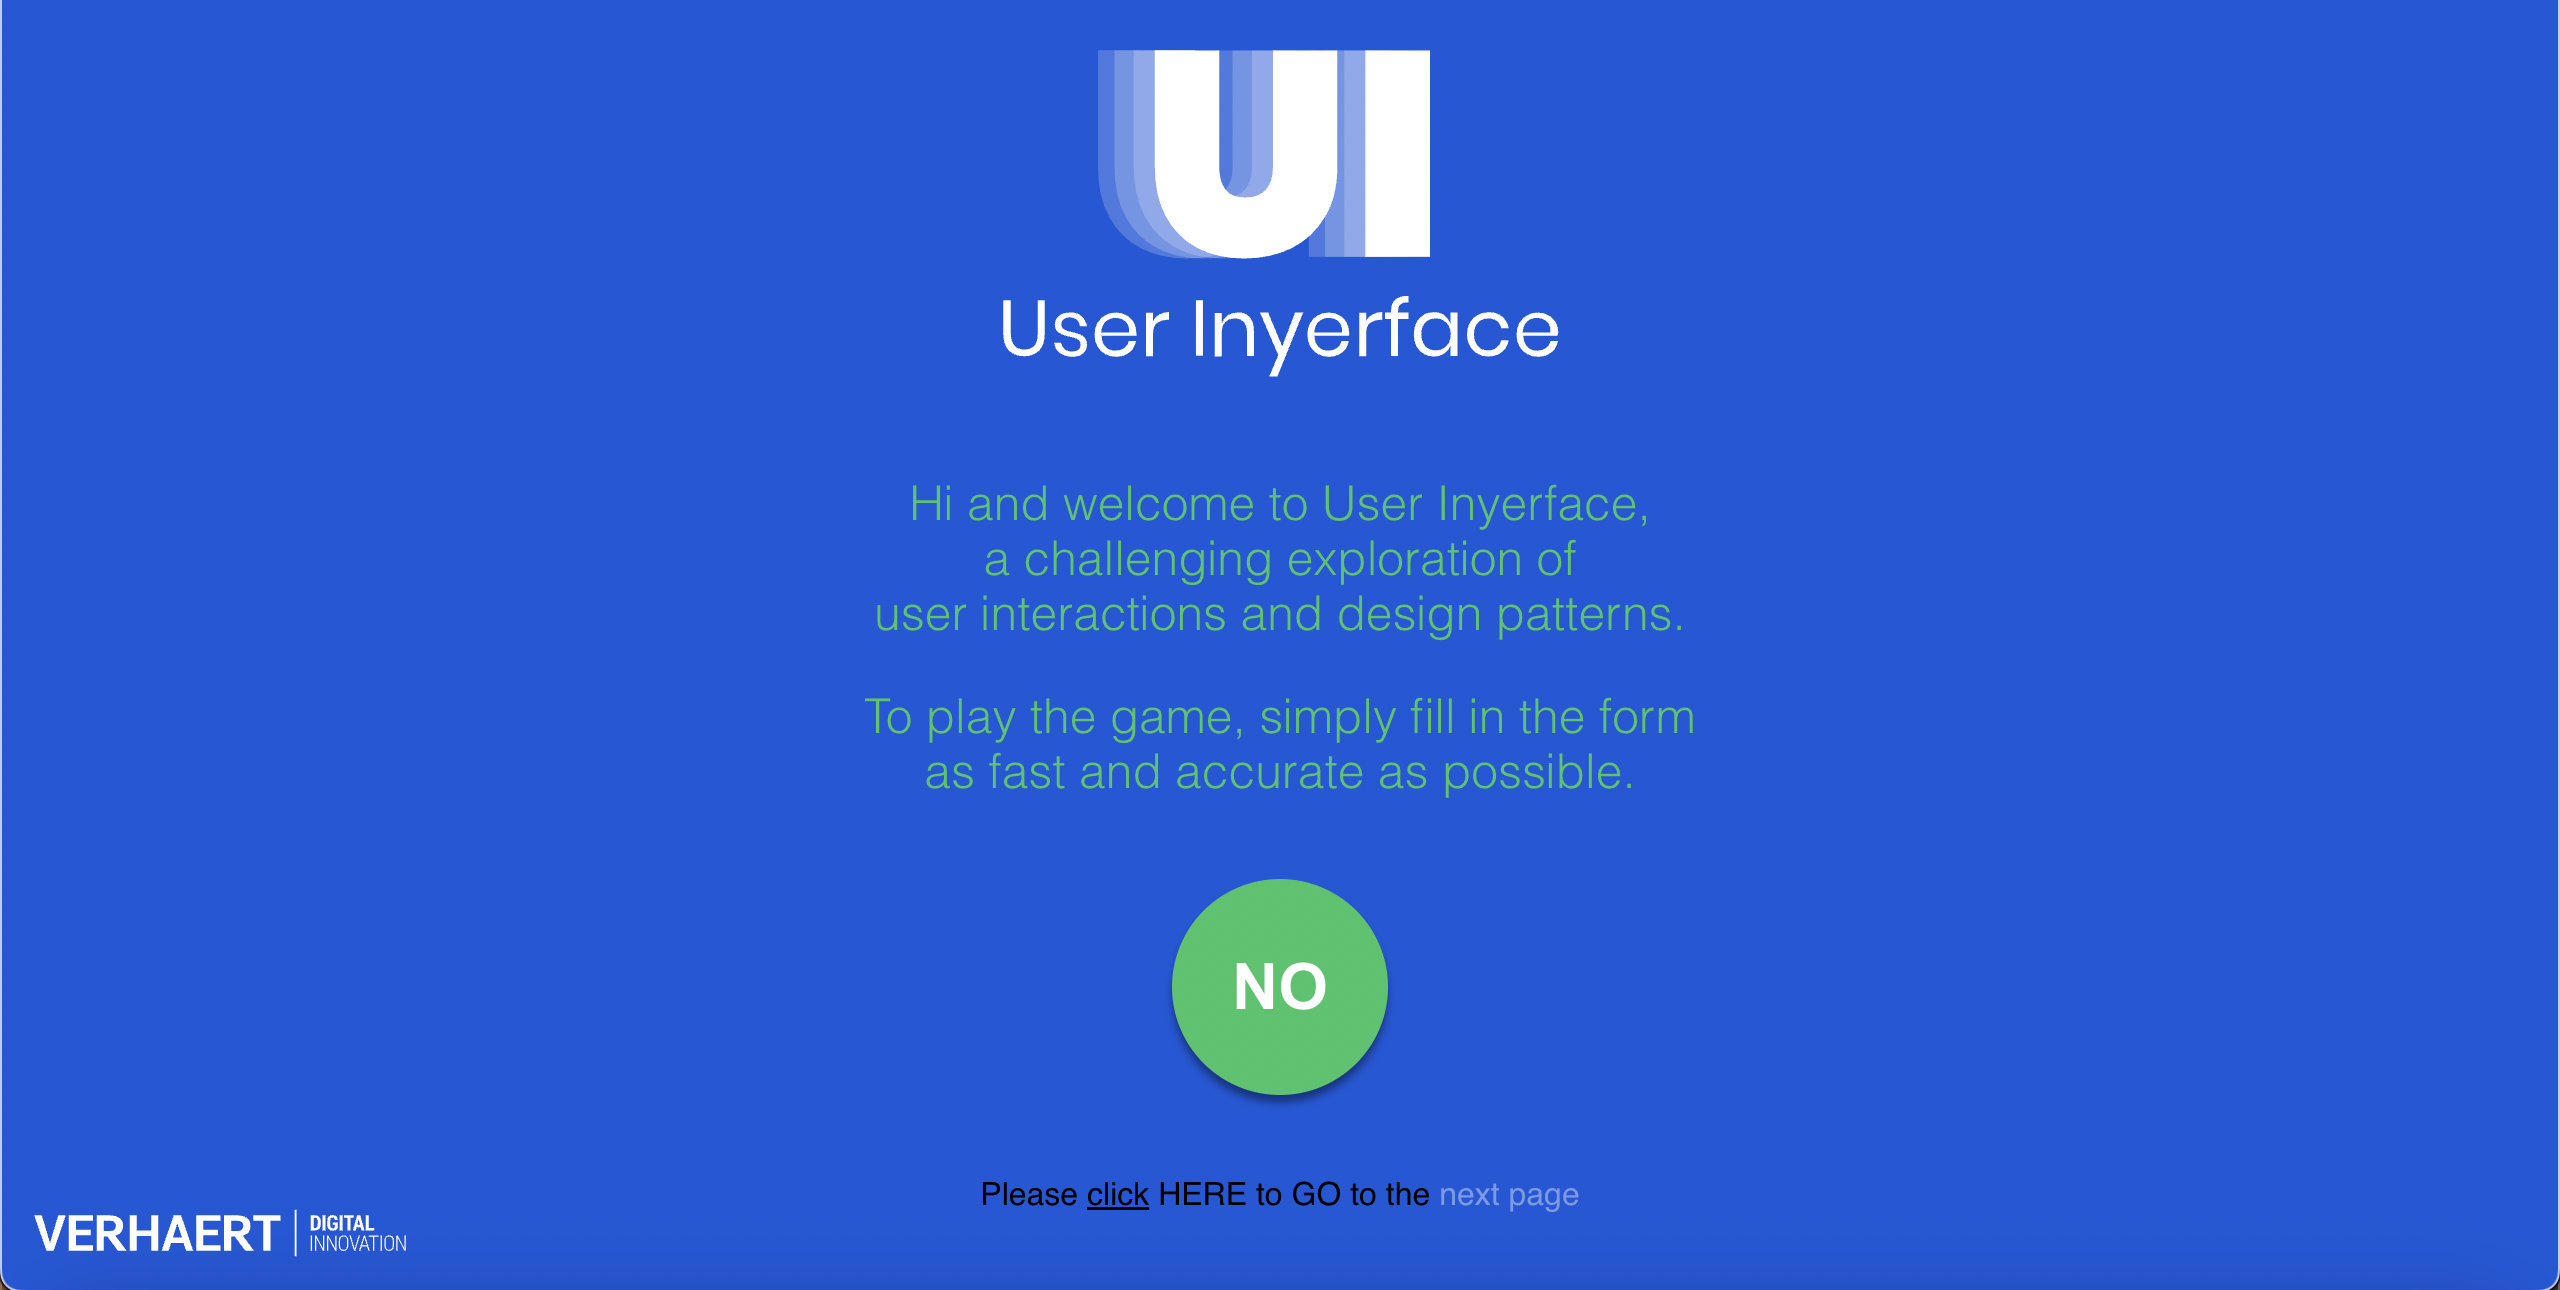 UI
User Inyerface
Hi and welcome to User Inyerface,
a challenging exploration of
user interactions and design patterns.
To play the game, simply fill in the form
as fast and accurate as possible.
NO
Please click HERE to GO to the next page
VERHAERT DIGITAL
INNOVATION